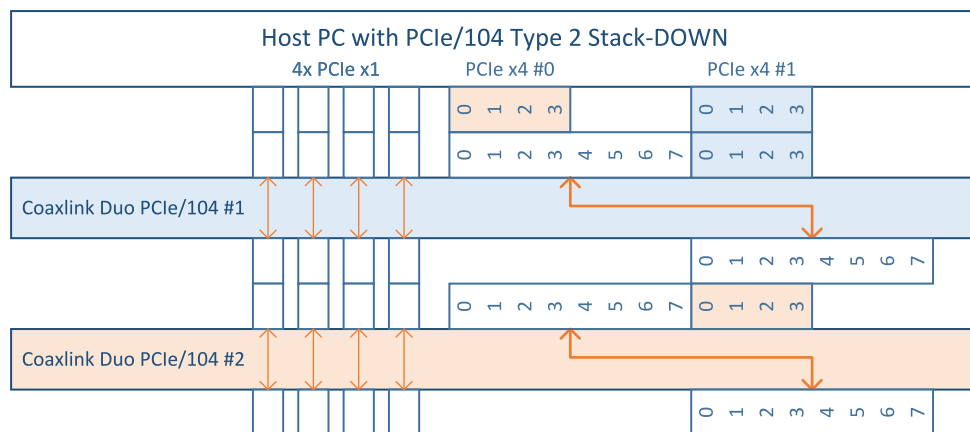 Host PC with PCIe/104 Type 2 Stack-DOWN
4x PCIe x1 PCIe x4 #0 PCIe x4 #1
0 1 2 3 0 1 2 3
0 1 2 3 4 5 6 7 0 1 2 3
Coaxlink Duo PCIe/104 #1
0 1 2 3 4 5 6 7
0 1 2 3 4 5 6 7 0 1 2 3
Coaxlink Duo PCIe/104 #2
0 1 2 3 4 5 6 7